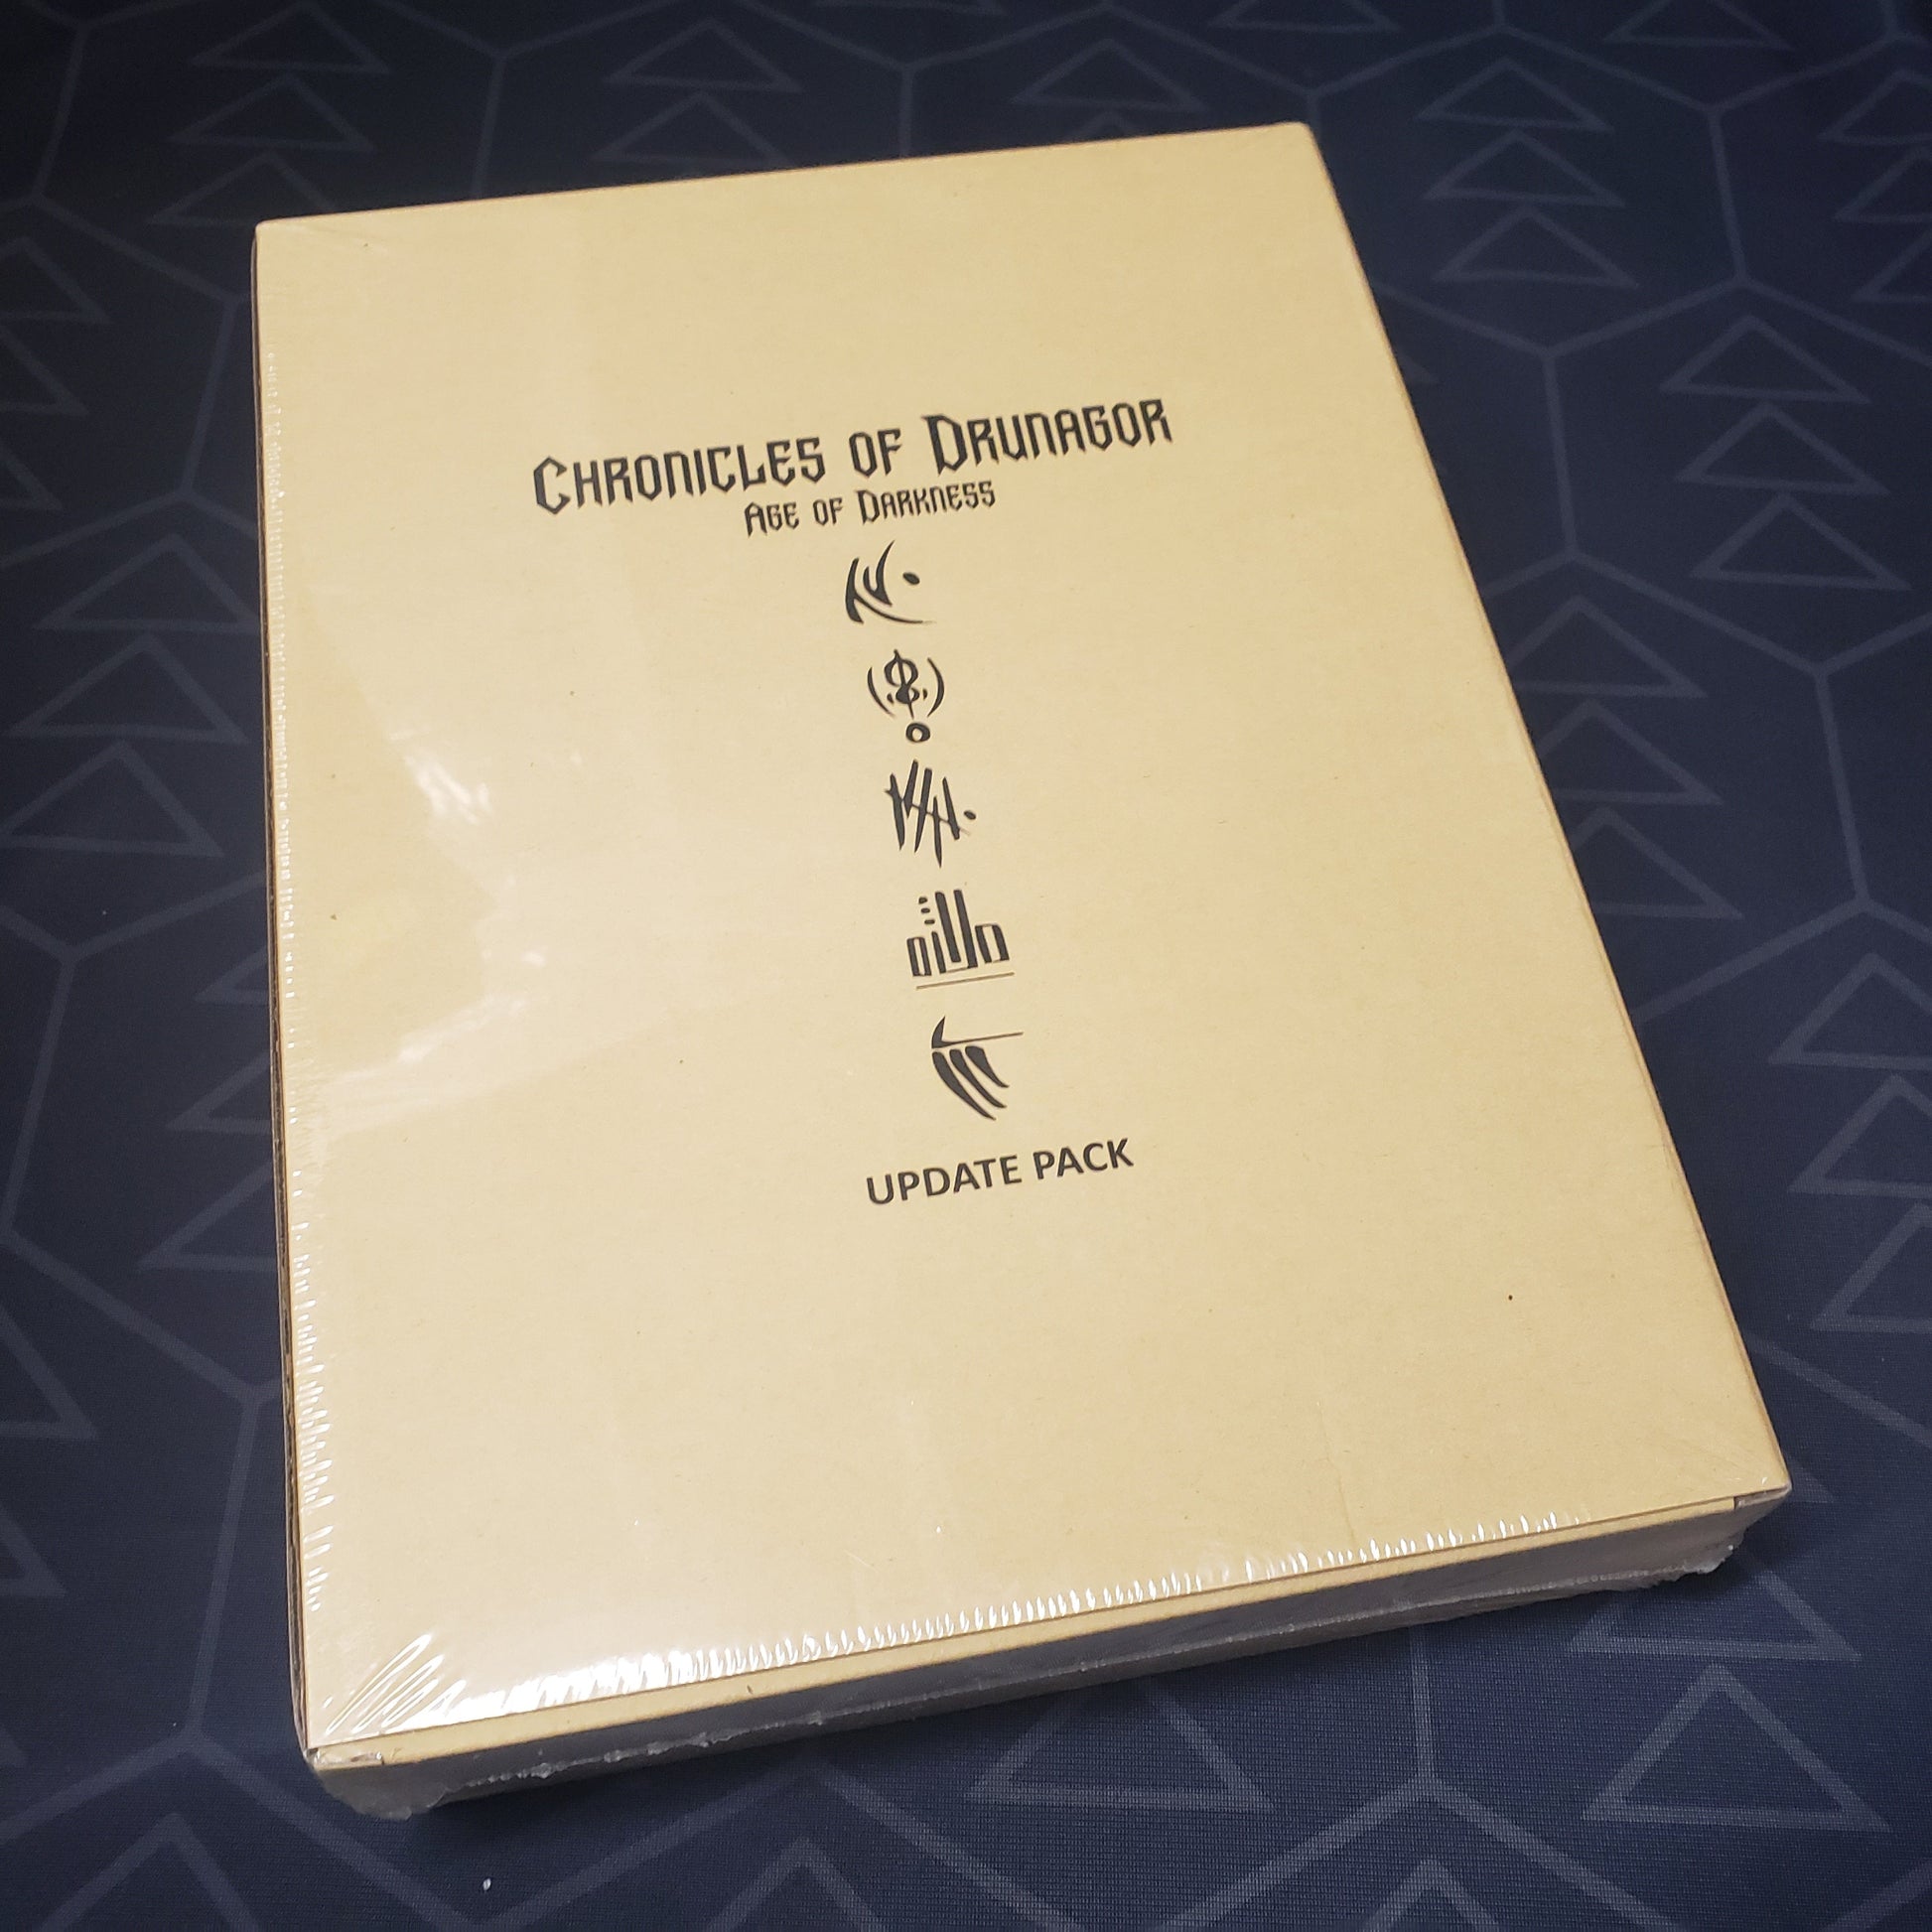 Chronicles of Drunagor
Age of Darkness
UPDATE PACK